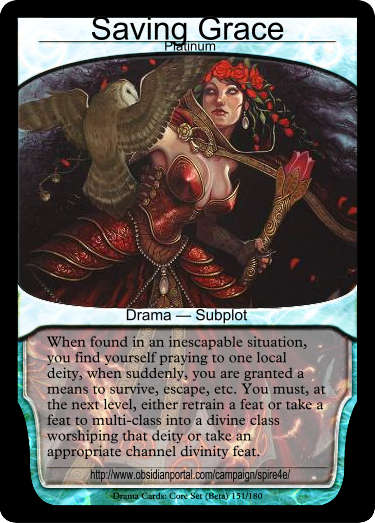 Saving Grace
Platinum
Drama — Subplot
When found in an inescapable situation,
you find yourself praying to one local
deity, when suddenly, you are granted a
means to survive, escape, etc. You must, at
the next level, either retrain a feat or take a
feat to multi-class into a divine class
worshiping that deity or take an
appropriate channel divinity feat.
http://www.obsidianportal.com/campaign/spire4e/
Drama Cards: Core Set (Beta) 151/180